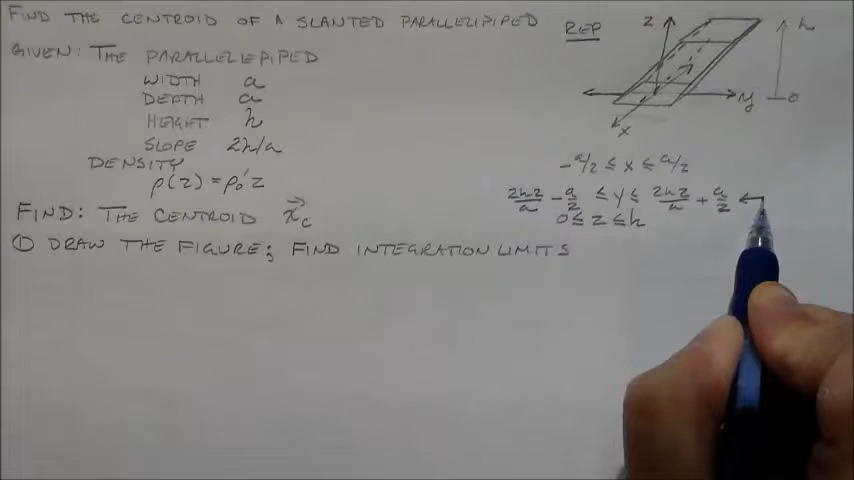 FIND THE CENTROID OF A SLANTED PARALLELIPIPED
GIVEN: THE PARALLELEPIPED
WIDTH a
DEPTH a
HEIGHT h
SLOPE 2h/a
DENSITY
ρ(z) = ρ₀'z
FIND: THE CENTROID x⃗c
① DRAW THE FIGURE; FIND INTEGRATION LIMITS
REP
z
h
y
0
x
-a/2 ≤ x ≤ a/2
2hz/a - a/2 ≤ y ≤ 2hz/a + a/2 ←
0 ≤ z ≤ h